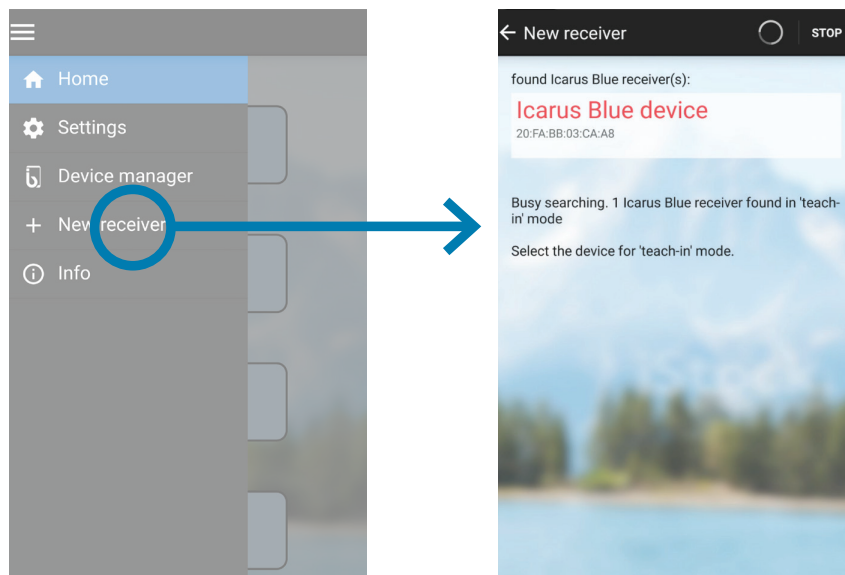 Home
Settings
Device manager
New receiver
Info
New receiver
STOP
found Icarus Blue receiver(s):
Icarus Blue device
20:FA:BB:03:CA:A8
Busy searching. 1 Icarus Blue receiver found in 'teach-
in' mode
Select the device for 'teach-in' mode.
iStock